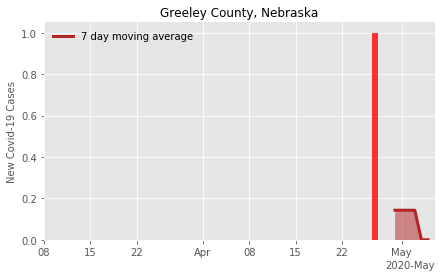 Greeley County, Nebraska
7 day moving average
New Covid-19 Cases
1.0
0.8
0.6
0.4
0.2
0.0
08 15 22 Apr 08 15 22 May
2020-May